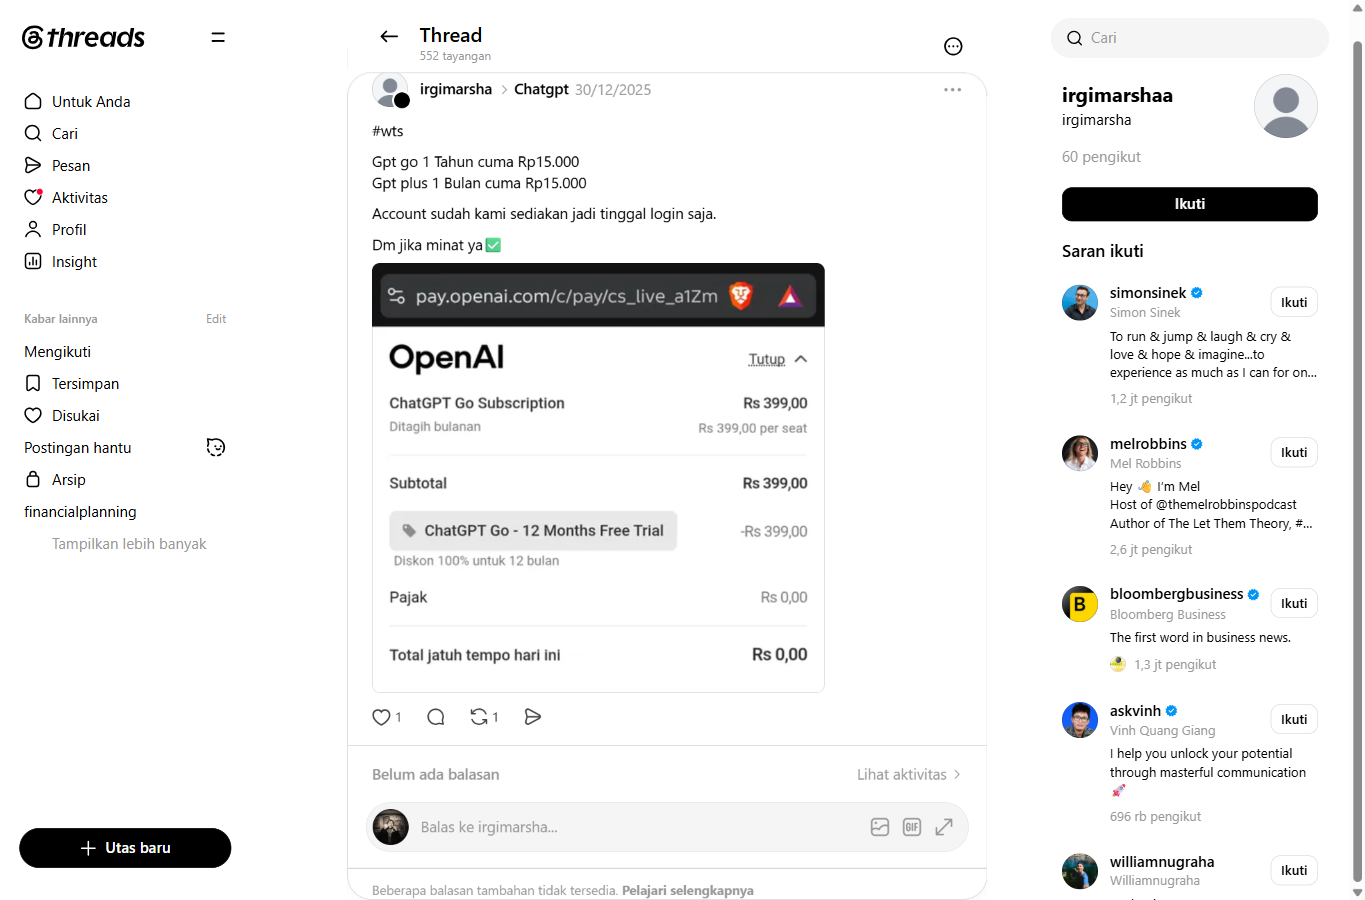 threads
Untuk Anda
Cari
Pesan
Aktivitas
Profil
Insight
Kabar lainnya
Edit
Mengikuti
Tersimpan
Disukai
Postingan hantu
Arsip
financialplanning
Tampilkan lebih banyak
Utas baru
Thread
552 tayangan
irgimarsha > Chatgpt 30/12/2025
#wts
Gpt go 1 Tahun cuma Rp15.000
Gpt plus 1 Bulan cuma Rp15.000
Account sudah kami sediakan jadi tinggal login saja.
Dm jika minat ya✅
pay.openai.com/c/pay/cs_live_a1Zm
OpenAI
Tutup
ChatGPT Go Subscription Rs 399,00
Ditagih bulanan Rs 399,00 per seat
Subtotal Rs 399,00
ChatGPT Go - 12 Months Free Trial -Rs 399,00
Diskon 100% untuk 12 bulan
Pajak Rs 0,00
Total jatuh tempo hari ini Rs 0,00
1 1
Belum ada balasan
Lihat aktivitas >
Balas ke irgimarsha...
GIF
Beberapa balasan tambahan tidak tersedia. Pelajari selengkapnya
Cari
irgimarshaa
irgimarsha
60 pengikut
Ikuti
Saran ikuti
simonsinek
Simon Sinek
Ikuti
To run & jump & laugh & cry &
love & hope & imagine...to
experience as much as I can for on...
1,2 jt pengikut
melrobbins
Mel Robbins
Ikuti
Hey 👋 I'm Mel
Host of @themelrobbinspodcast
Author of The Let Them Theory, #...
2,6 jt pengikut
bloombergbusiness
Bloomberg Business
Ikuti
B
The first word in business news.
1,3 jt pengikut
askvinh
Vinh Quang Giang
Ikuti
I help you unlock your potential
through masterful communication
🚀
696 rb pengikut
williamnugraha
Williamnugraha
Ikuti